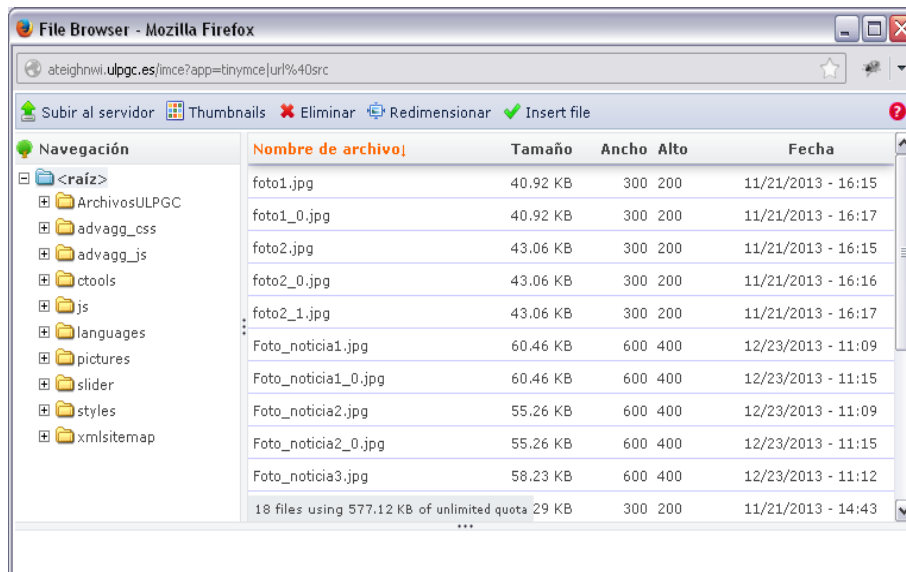 File Browser - Mozilla Firefox
ateighnwi.ulpgc.es/imce?app=tinymce|url%40src
Subir al servidor Thumbnails Eliminar Redimensionar Insert file ?
Navegación
<raíz>
ArchivosULPGC
advagg_css
advagg_js
ctools
js
languages
pictures
slider
styles
xmlsitemap
Nombre de archivo↓ Tamaño Ancho Alto Fecha
foto1.jpg 40.92 KB 300 200 11/21/2013 - 16:15
foto1_0.jpg 40.92 KB 300 200 11/21/2013 - 16:17
foto2.jpg 43.06 KB 300 200 11/21/2013 - 16:15
foto2_0.jpg 43.06 KB 300 200 11/21/2013 - 16:16
foto2_1.jpg 43.06 KB 300 200 11/21/2013 - 16:17
Foto_noticia1.jpg 60.46 KB 600 400 12/23/2013 - 11:09
Foto_noticia1_0.jpg 60.46 KB 600 400 12/23/2013 - 11:15
Foto_noticia2.jpg 55.26 KB 600 400 12/23/2013 - 11:09
Foto_noticia2_0.jpg 55.26 KB 600 400 12/23/2013 - 11:15
Foto_noticia3.jpg 58.23 KB 600 400 12/23/2013 - 11:12
18 files using 577.12 KB of unlimited quota 29 KB 300 200 11/21/2013 - 14:43